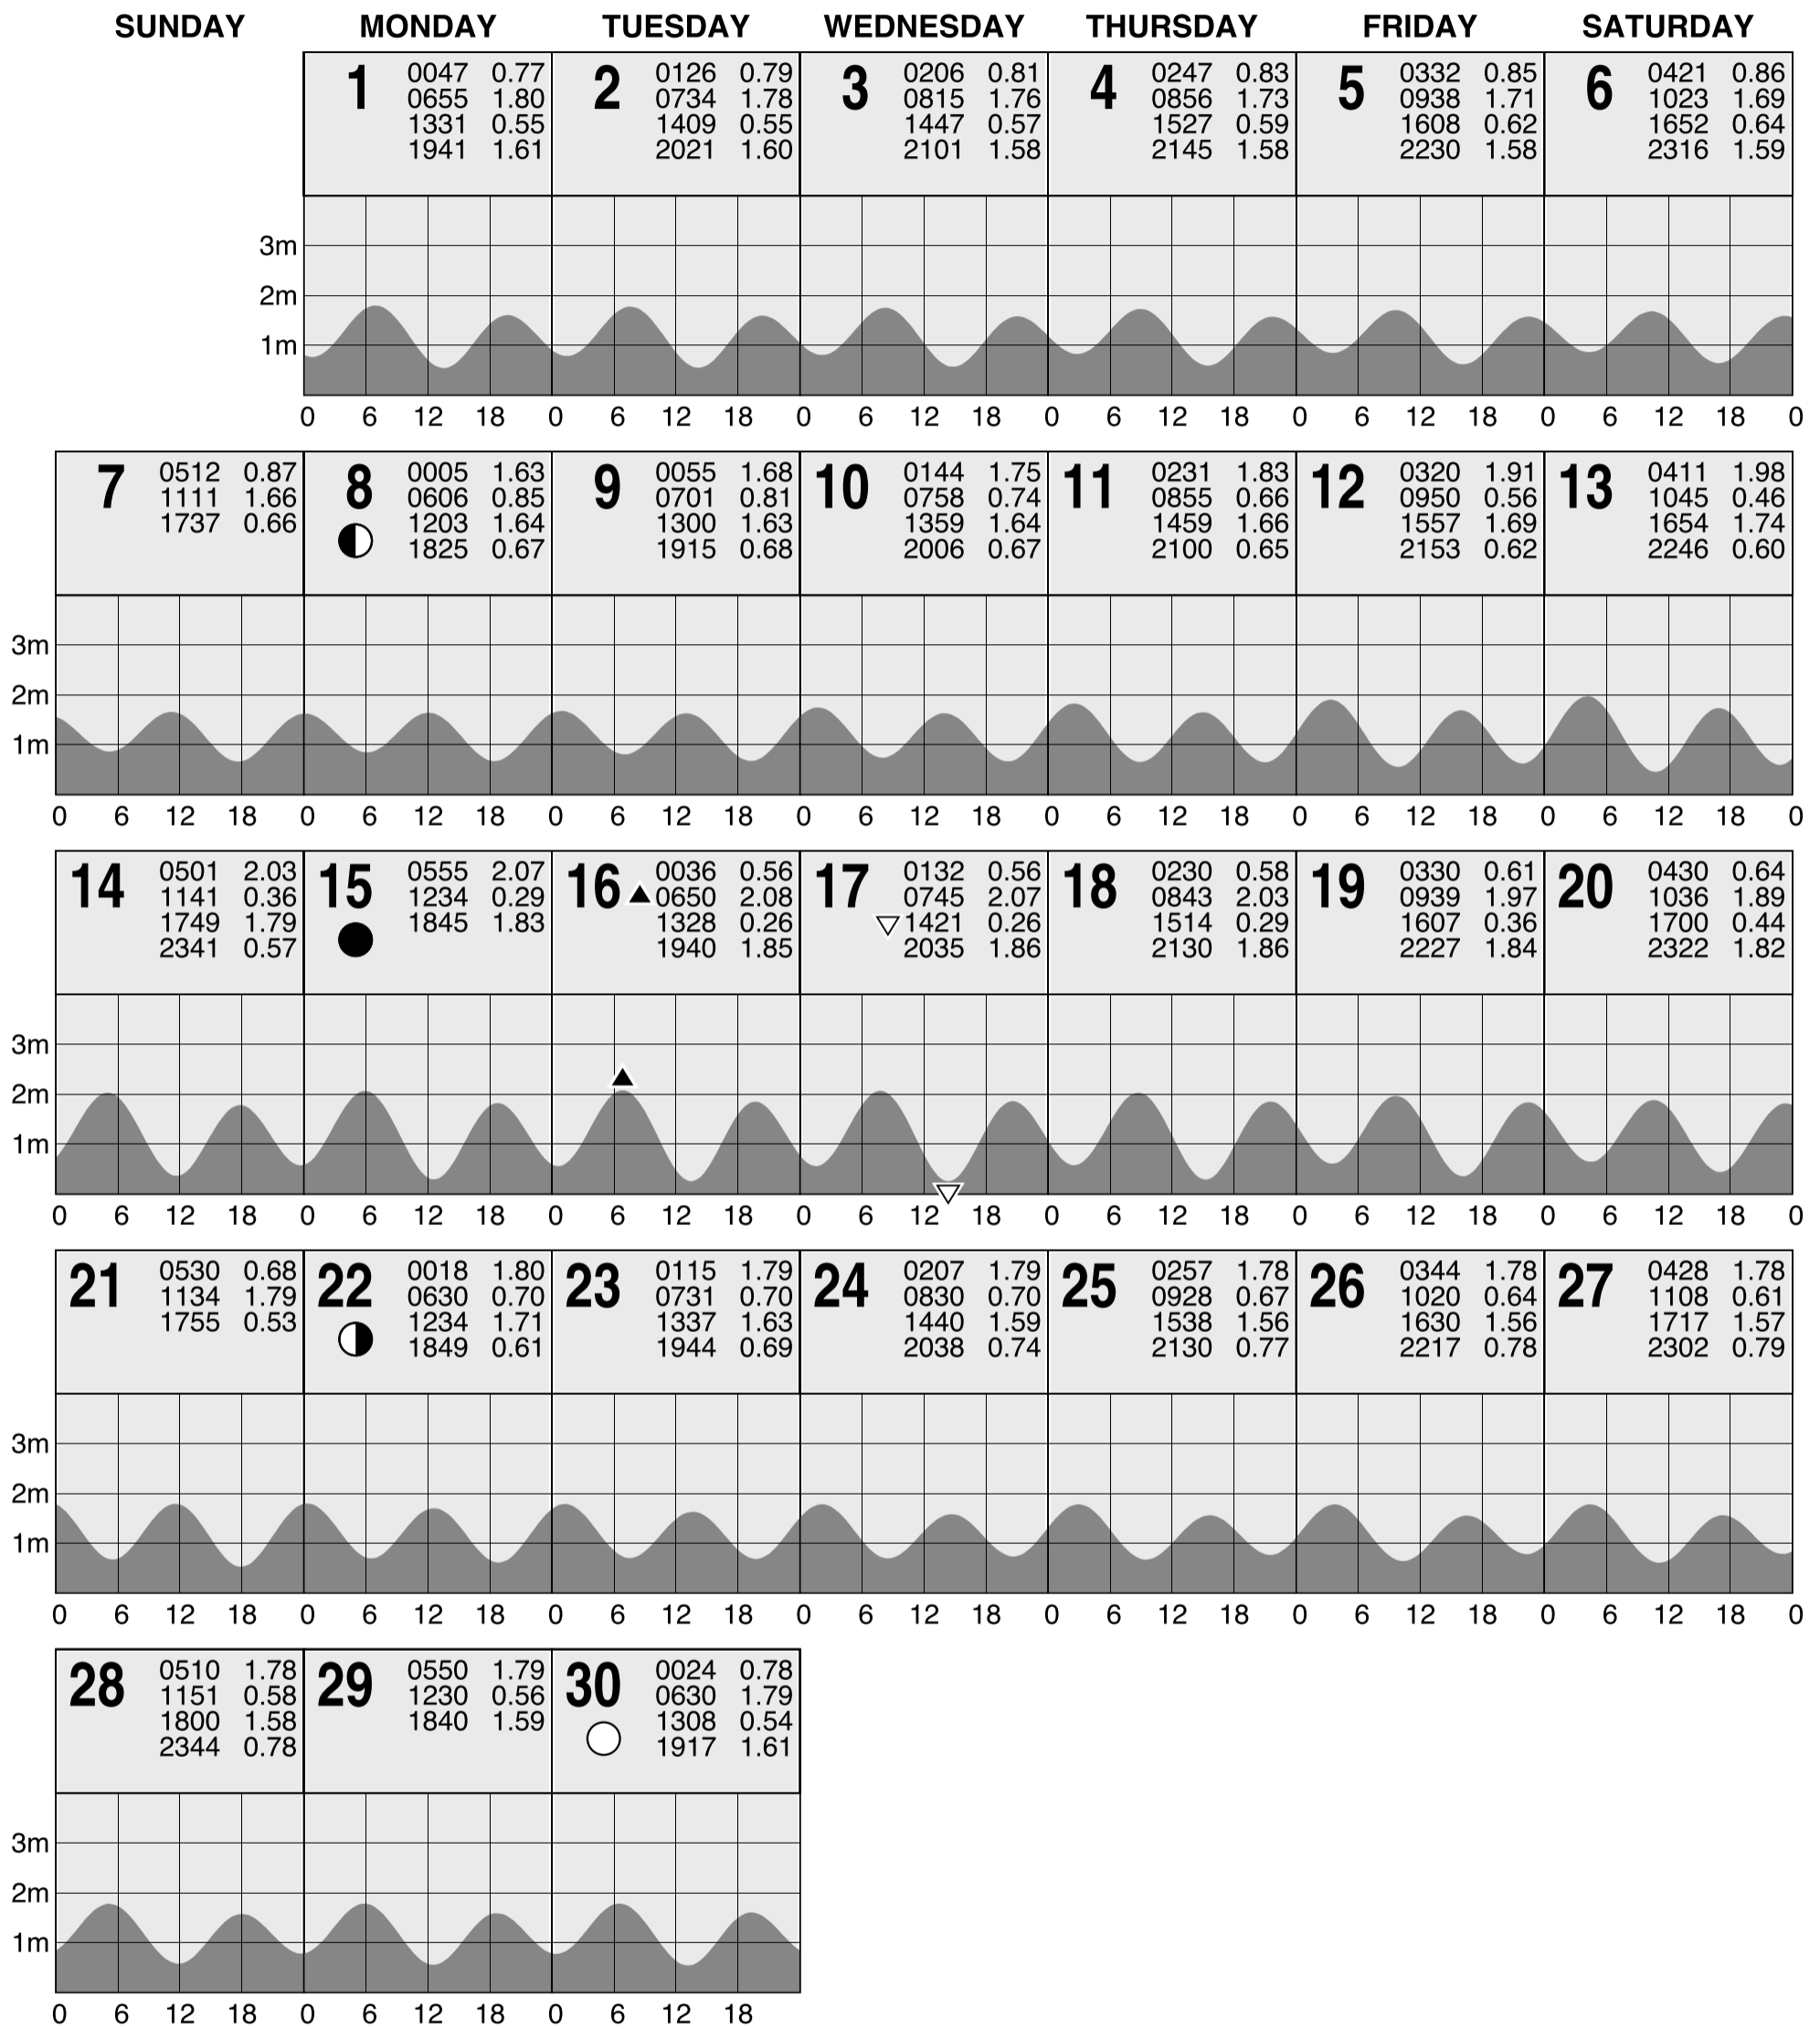 SUNDAY MONDAY TUESDAY WEDNESDAY THURSDAY FRIDAY SATURDAY
1 0047 0.77 2 0126 0.79 3 0206 0.81 4 0247 0.83 5 0332 0.85 6 0421 0.86
0655 1.80 0734 1.78 0815 1.76 0856 1.73 0938 1.71 1023 1.69
1331 0.55 1409 0.55 1447 0.57 1527 0.59 1608 0.62 1652 0.64
1941 1.61 2021 1.60 2101 1.58 2145 1.58 2230 1.58 2316 1.59
3m
2m
1m
0 6 12 18 0 6 12 18 0 6 12 18 0 6 12 18 0 6 12 18 0 6 12 18 0
7 0512 0.87 8 0005 1.63 9 0055 1.68 10 0144 1.75 11 0231 1.83 12 0320 1.91 13 0411 1.98
1111 1.66 0606 0.85 0701 0.81 0758 0.74 0855 0.66 0950 0.56 1045 0.46
1737 0.66 1203 1.64 1300 1.63 1359 1.64 1459 1.66 1557 1.69 1654 1.74
1825 0.67 1915 0.68 2006 0.67 2100 0.65 2153 0.62 2246 0.60
3m
2m
1m
0 6 12 18 0 6 12 18 0 6 12 18 0 6 12 18 0 6 12 18 0 6 12 18 0 6 12 18 0
14 0501 2.03 15 0555 2.07 16 0036 0.56 17 0132 0.56 18 0230 0.58 19 0330 0.61 20 0430 0.64
1141 0.36 1234 0.29 0650 2.08 0745 2.07 0843 2.03 0939 1.97 1036 1.89
1749 1.79 1845 1.83 1328 0.26 1421 0.26 1514 0.29 1607 0.36 1700 0.44
2341 0.57 1940 1.85 2035 1.86 2130 1.86 2227 1.84 2322 1.82
3m
2m
1m
0 6 12 18 0 6 12 18 0 6 12 18 0 6 12 18 0 6 12 18 0 6 12 18 0 6 12 18 0
21 0530 0.68 22 0018 1.80 23 0115 1.79 24 0207 1.79 25 0257 1.78 26 0344 1.78 27 0428 1.78
1134 1.79 0630 0.70 0731 0.70 0830 0.70 0928 0.67 1020 0.64 1108 0.61
1755 0.53 1234 1.71 1337 1.63 1440 1.59 1538 1.56 1630 1.56 1717 1.57
1849 0.61 1944 0.69 2038 0.74 2130 0.77 2217 0.78 2302 0.79
3m
2m
1m
0 6 12 18 0 6 12 18 0 6 12 18 0 6 12 18 0 6 12 18 0 6 12 18 0 6 12 18 0
28 0510 1.78 29 0550 1.79 30 0024 0.78
1151 0.58 1230 0.56 0630 1.79
1800 1.58 1840 1.59 1308 0.54
2344 0.78 1917 1.61
3m
2m
1m
0 6 12 18 0 6 12 18 0 6 12 18